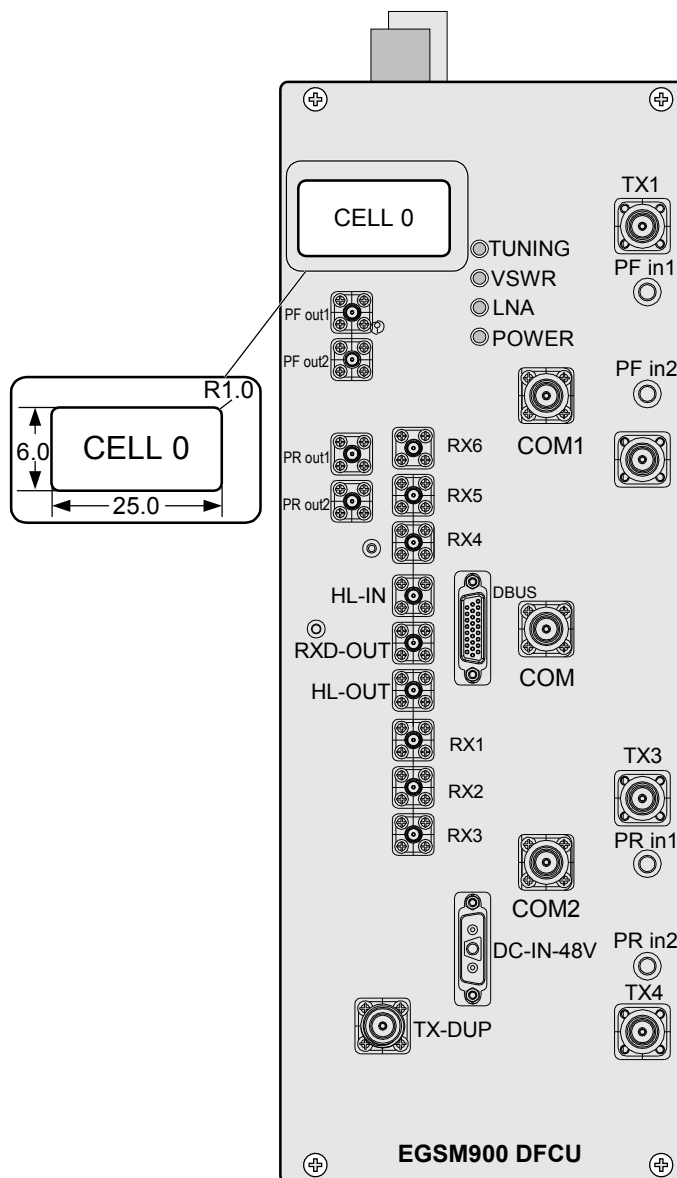 CELL 0
TX1
TUNING
PF in1
VSWR
LNA
PF out1
POWER
PF out2
PF in2
R1.0
COM1
6.0
CELL 0
PR out1
RX6
25.0
PR out2
RX5
RX4
HL-IN
DBUS
RXD-OUT
COM
HL-OUT
RX1
TX3
RX2
RX3
PR in1
COM2
DC-IN-48V
PR in2
TX4
TX-DUP
EGSM900 DFCU